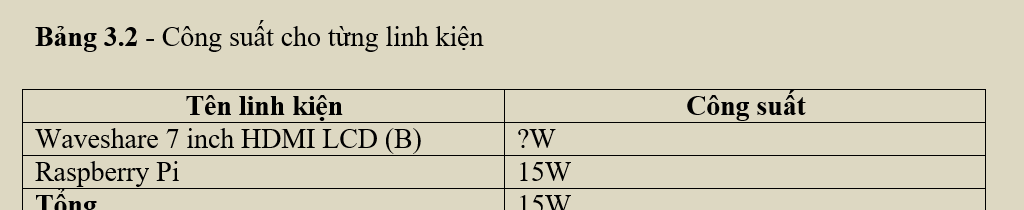 Bảng 3.2 - Công suất cho từng linh kiện
Tên linh kiện Công suất
Waveshare 7 inch HDMI LCD (B) ?W
Raspberry Pi 15W
Tổng 15W